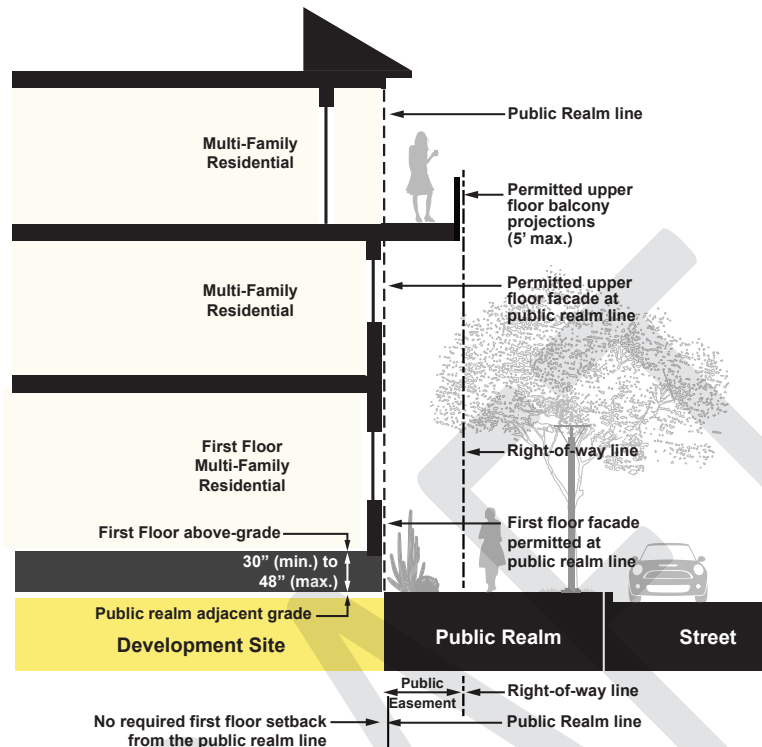 Public Realm line
Multi-Family
Residential
Permitted upper
floor balcony
projections
(5’ max.)
Multi-Family
Residential
Permitted upper
floor facade at
public realm line
First Floor
Multi-Family
Residential
Right-of-way line
First Floor above-grade
First floor facade
permitted at
public realm line
30” (min.) to
48” (max.)
Public realm adjacent grade
Development Site
Public Realm
Street
Public
Easement
Right-of-way line
No required first floor setback
from the public realm line
Public Realm line